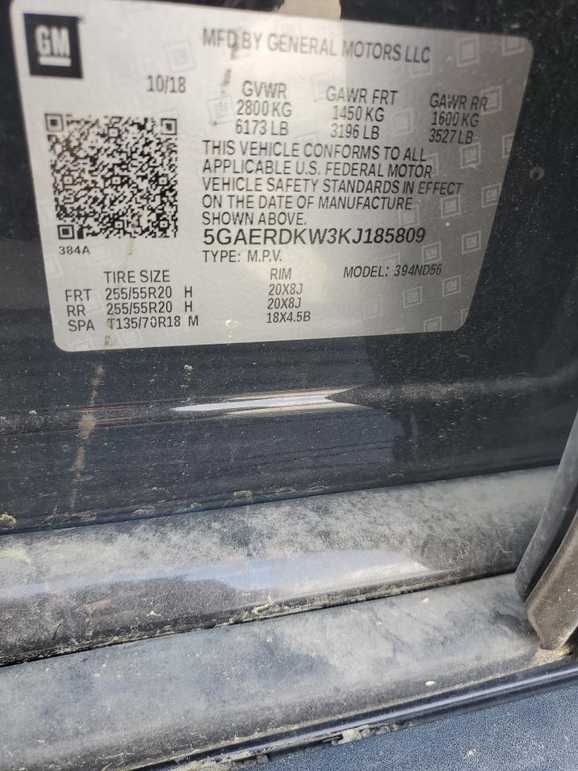 GM
MFD BY GENERAL MOTORS LLC
10/18
GVWR GAWR FRT GAWR RR
2800 KG 1450 KG 1600 KG
6173 LB 3196 LB 3527 LB
THIS VEHICLE CONFORMS TO ALL
APPLICABLE U.S. FEDERAL MOTOR
VEHICLE SAFETY STANDARDS IN EFFECT
ON THE DATE OF MANUFACTURE
SHOWN ABOVE.
384A
5GAERDKW3KJ185809
TYPE: M.P.V. MODEL: 394ND56
TIRE SIZE RIM
FRT 255/55R20 H 20X8J
RR 255/55R20 H 20X8J
SPA T135/70R18 M 18X4.5B